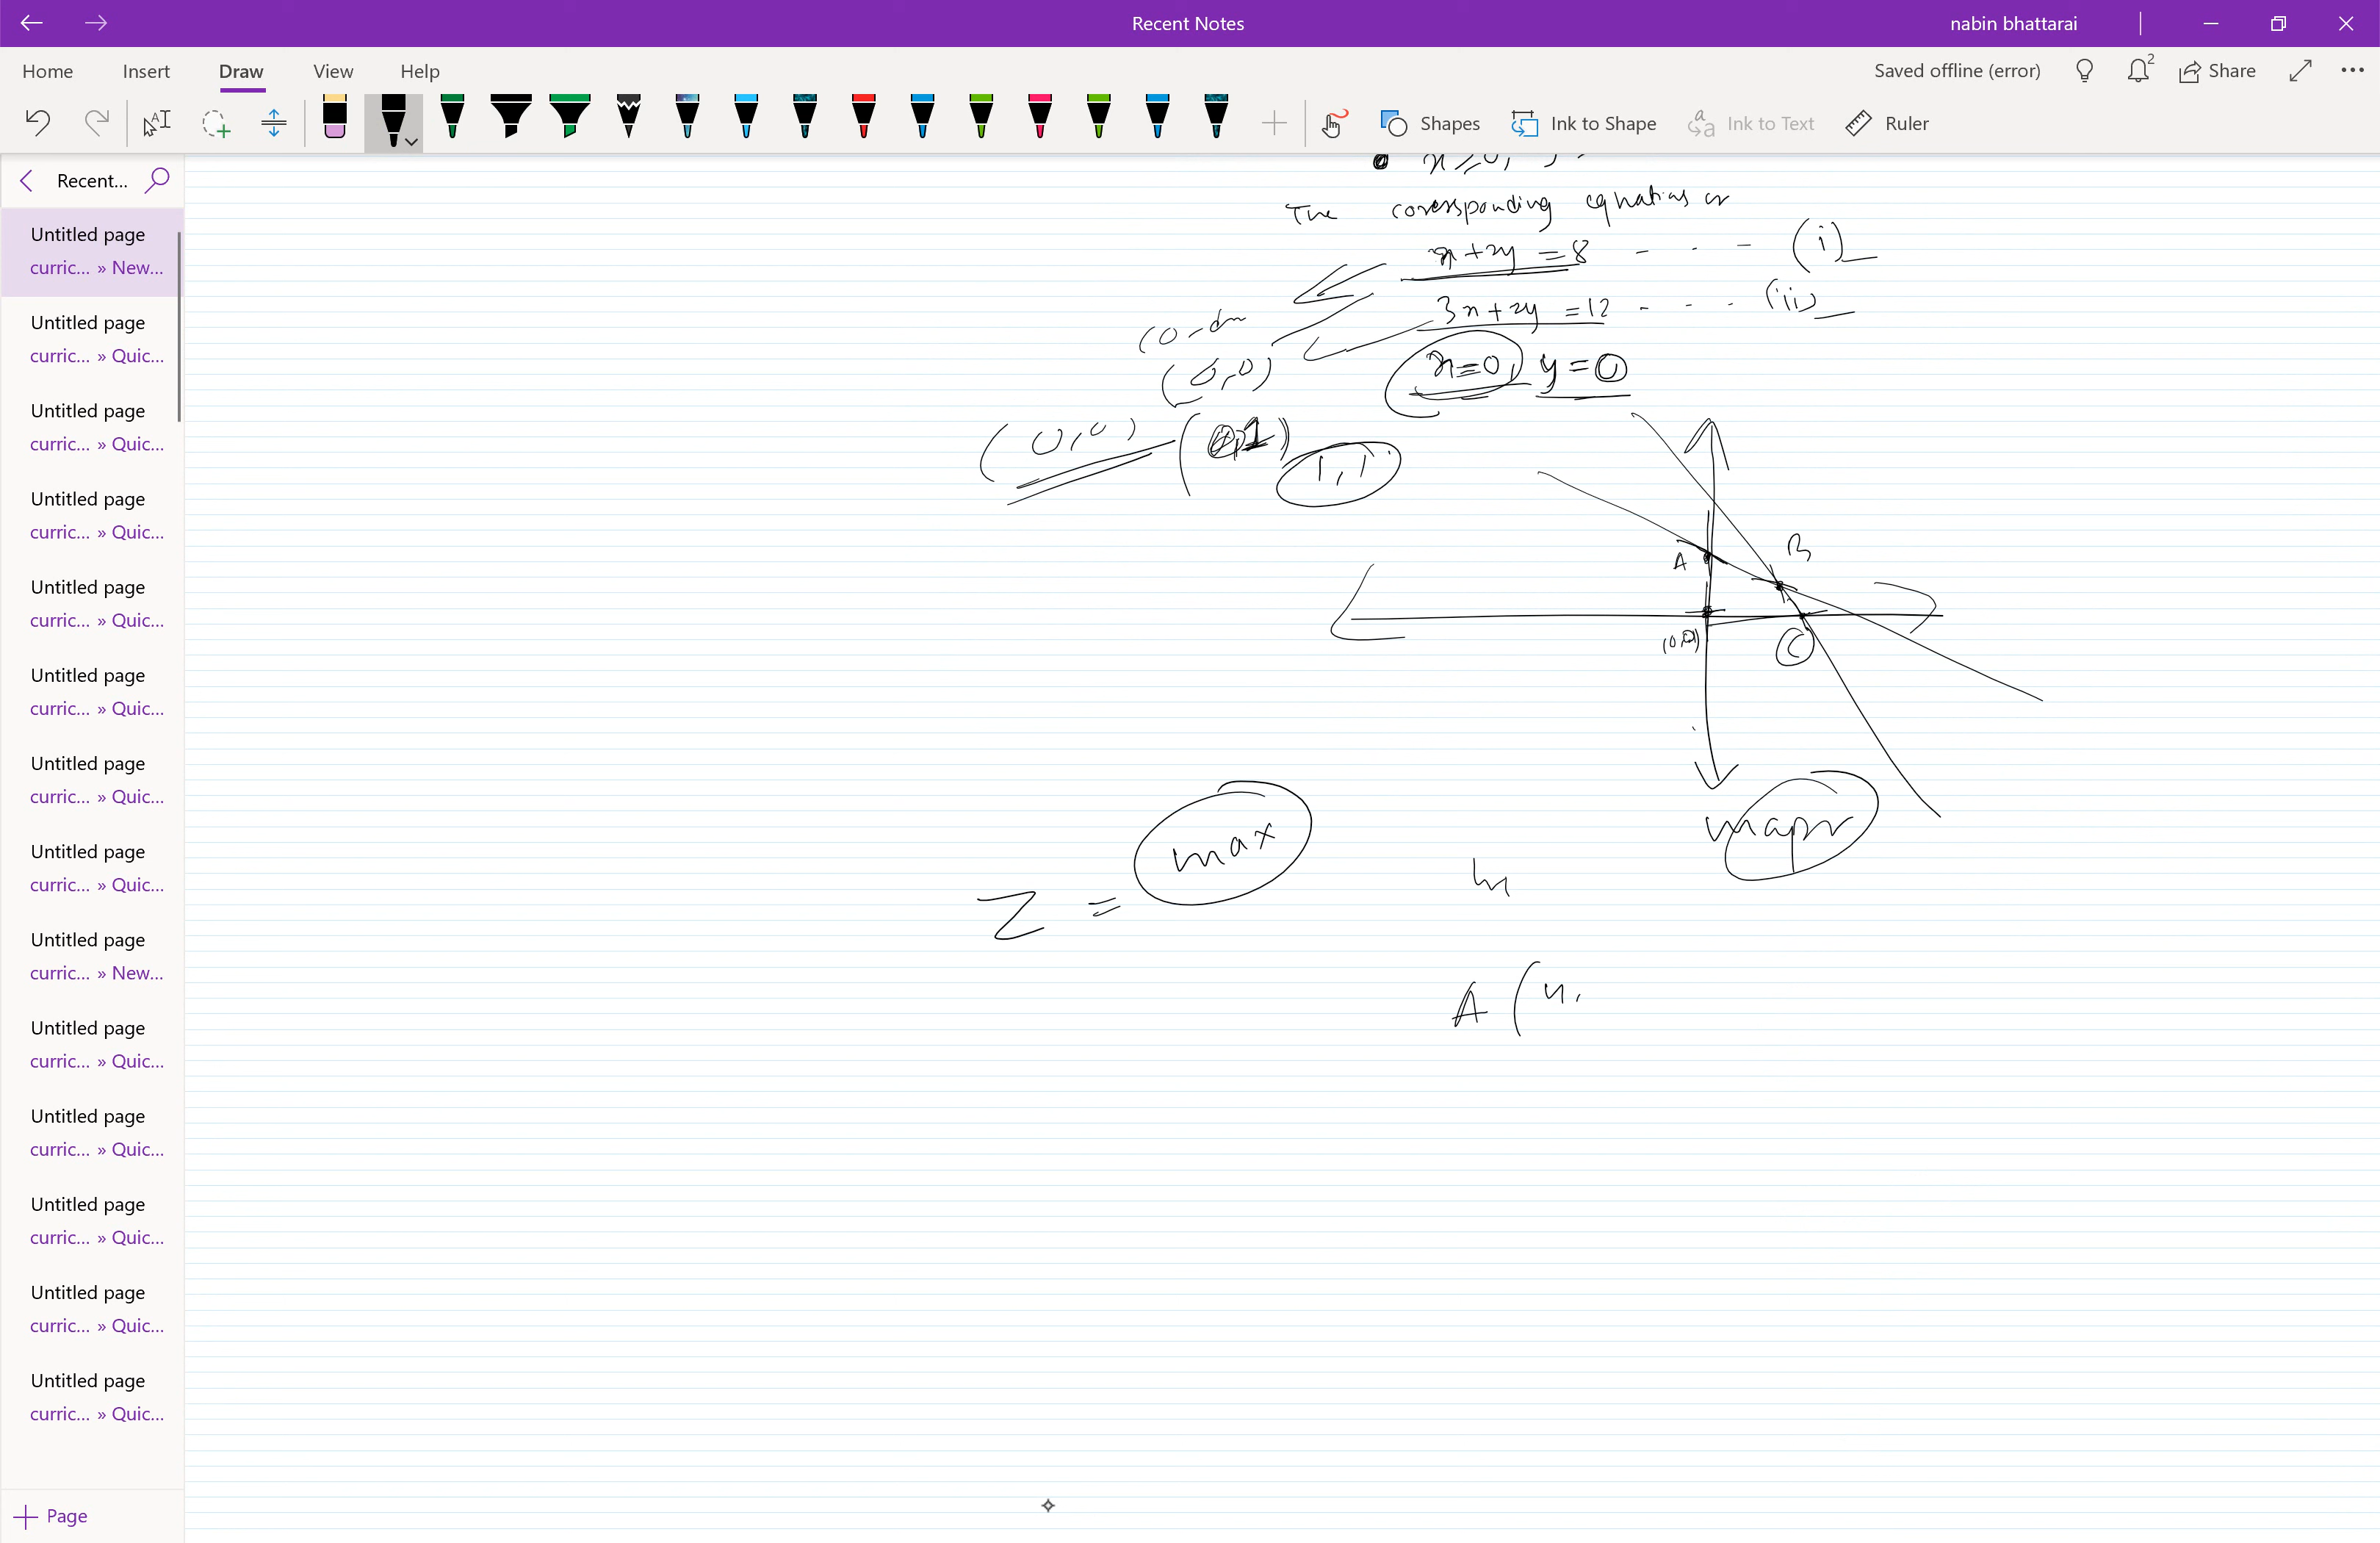 Recent Notes
nabin bhattarai
Home Insert Draw View Help
Saved offline (error) 2 Share
Shapes Ink to Shape Ink to Text Ruler
Recent...
Untitled page
curric... » New...
Untitled page
curric... » Quic...
Untitled page
curric... » Quic...
Untitled page
curric... » Quic...
Untitled page
curric... » Quic...
Untitled page
curric... » Quic...
Untitled page
curric... » Quic...
Untitled page
curric... » Quic...
Untitled page
curric... » New...
Untitled page
curric... » Quic...
Untitled page
curric... » Quic...
Untitled page
curric... » Quic...
Untitled page
curric... » Quic...
Untitled page
curric... » Quic...
Page
x ≥ 0,
The coresponding equations
x + 2y = 8 - - - (i)
3x + 2y = 12 - - - (ii)
x = 0, y = 0
(0,0)
(0,0)
1,1
A
B
(0,0)
C
Z = max
A (